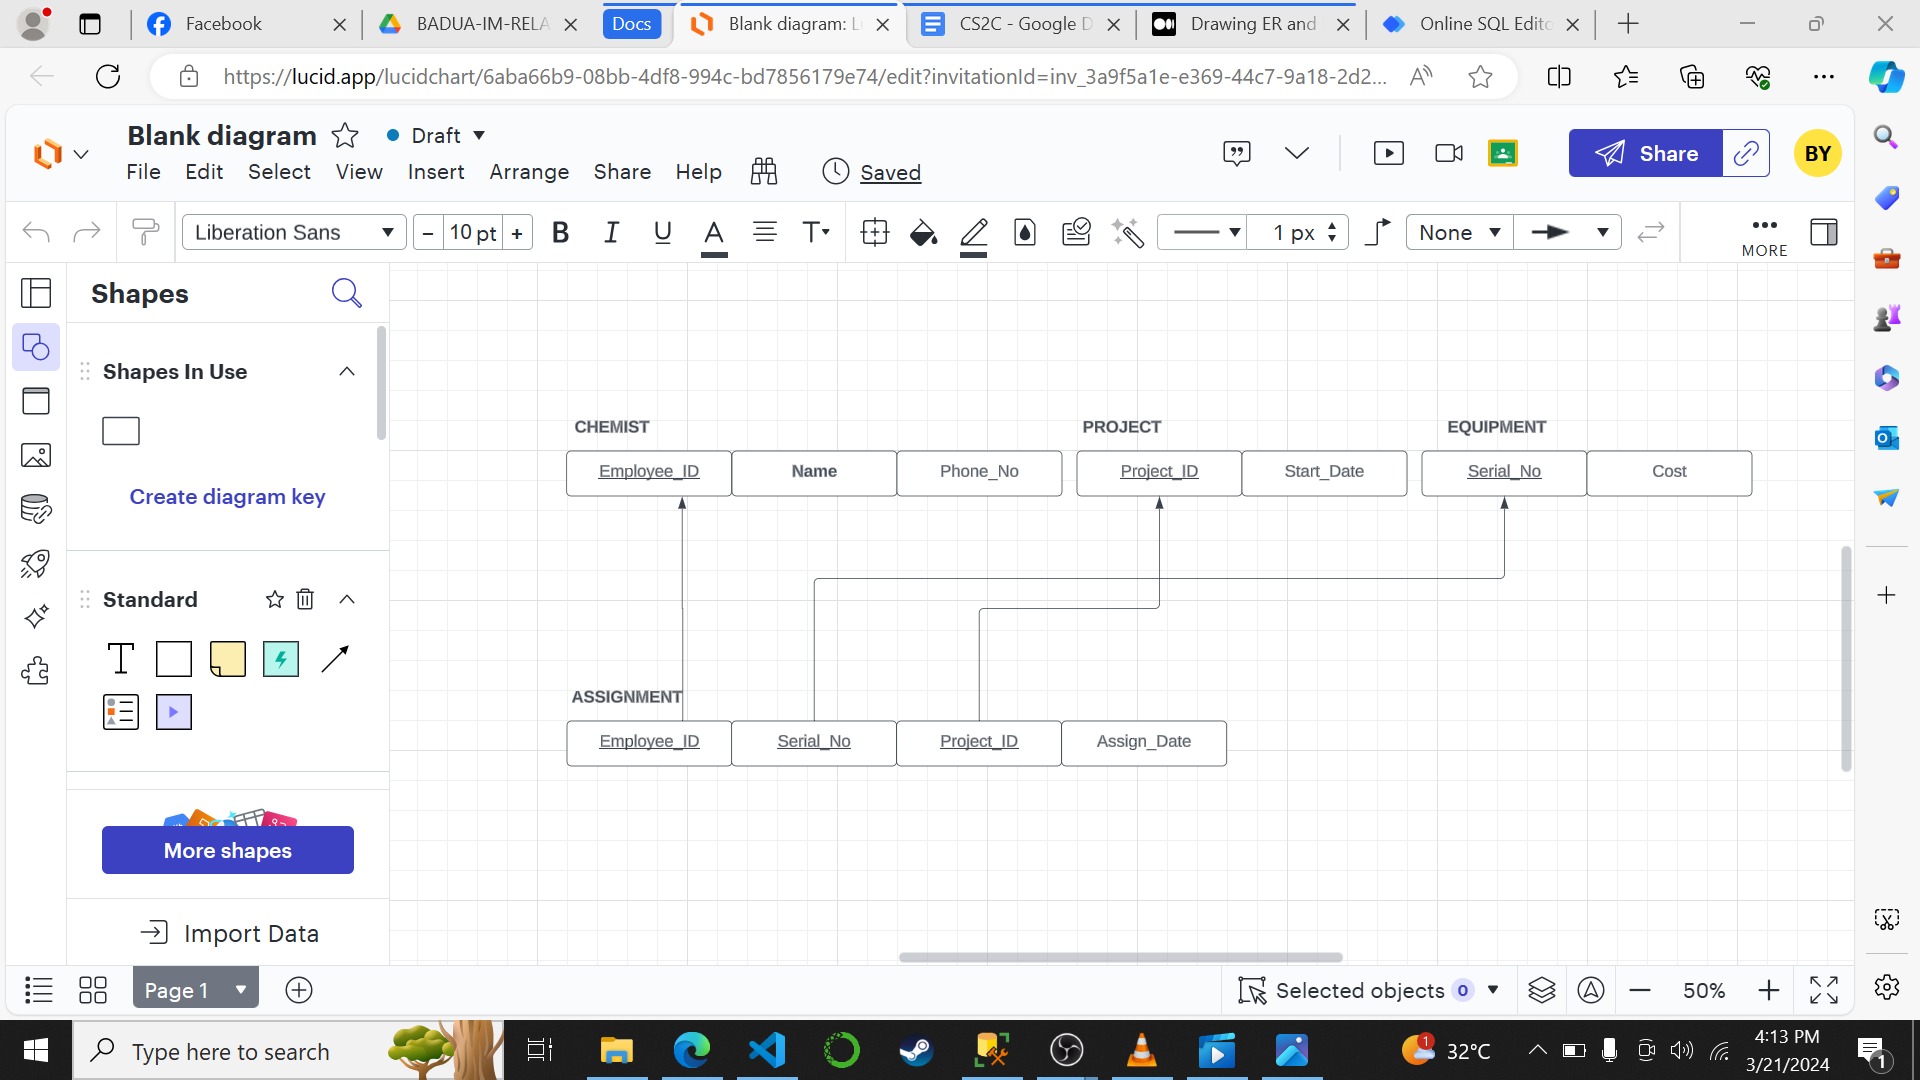 Facebook
BADUA-IM-RELA
Docs
Blank diagram: Lu
CS2C - Google D
Drawing ER and
Online SQL Edito
https://lucid.app/lucidchart/6aba66b9-08bb-4df8-994c-bd7856179e74/edit?invitationId=inv_3a9f5a1e-e369-44c7-9a18-2d2...
Blank diagram
Draft
File Edit Select View Insert Arrange Share Help
Saved
Share
BY
Liberation Sans
- 10 pt +
B I U A T
1 px
None
MORE
Shapes
Shapes In Use
Create diagram key
Standard
T
More shapes
Import Data
CHEMIST
Employee_ID Name Phone_No
PROJECT
Project_ID Start_Date
EQUIPMENT
Serial_No Cost
ASSIGNMENT
Employee_ID Serial_No Project_ID Assign_Date
Page 1
Selected objects 0
50%
Type here to search
1
32°C
4:13 PM
3/21/2024
1